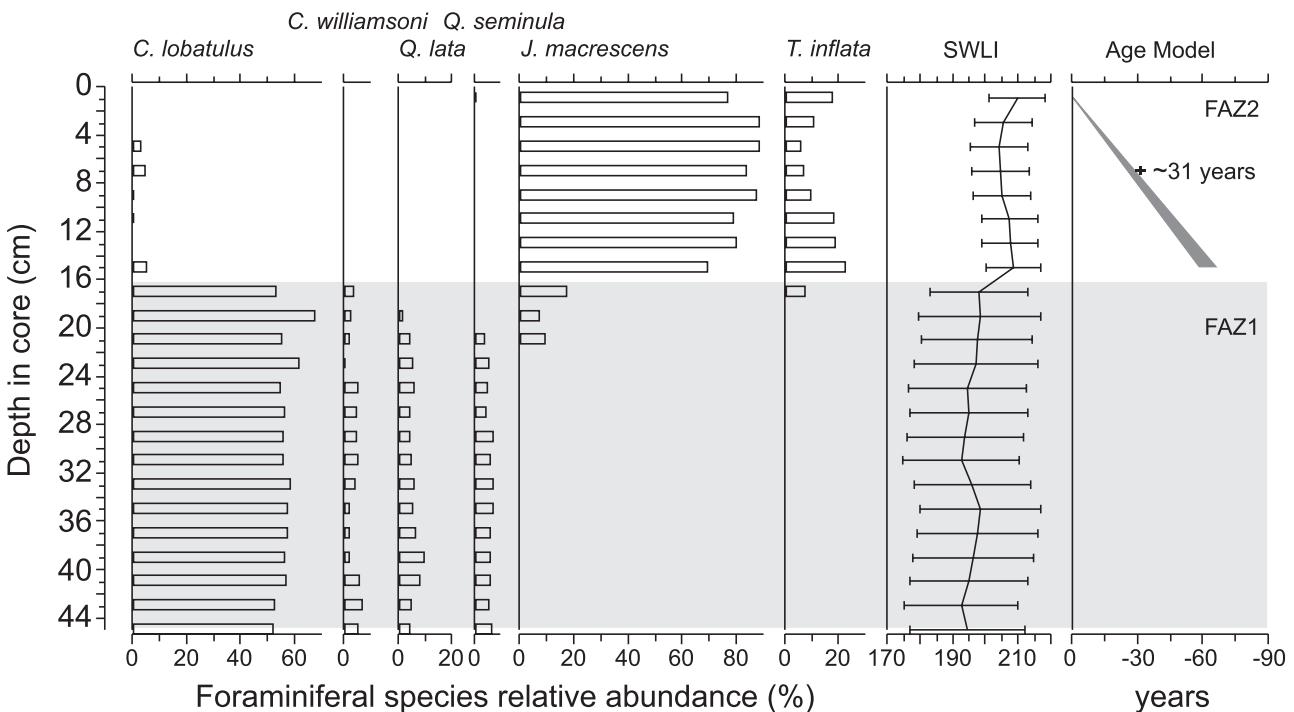 C. williamsoni Q. seminula
C. lobatulus Q. lata J. macrescens T. inflata SWLI Age Model
0
4
8
12
16
20
24
28
32
36
40
44
Depth in core (cm)
FAZ2
~31 years
FAZ1
0 20 40 60 0 0 20 0 0 20 40 60 80 0 20 170 190 210 0 -30 -60 -90
Foraminiferal species relative abundance (%) years